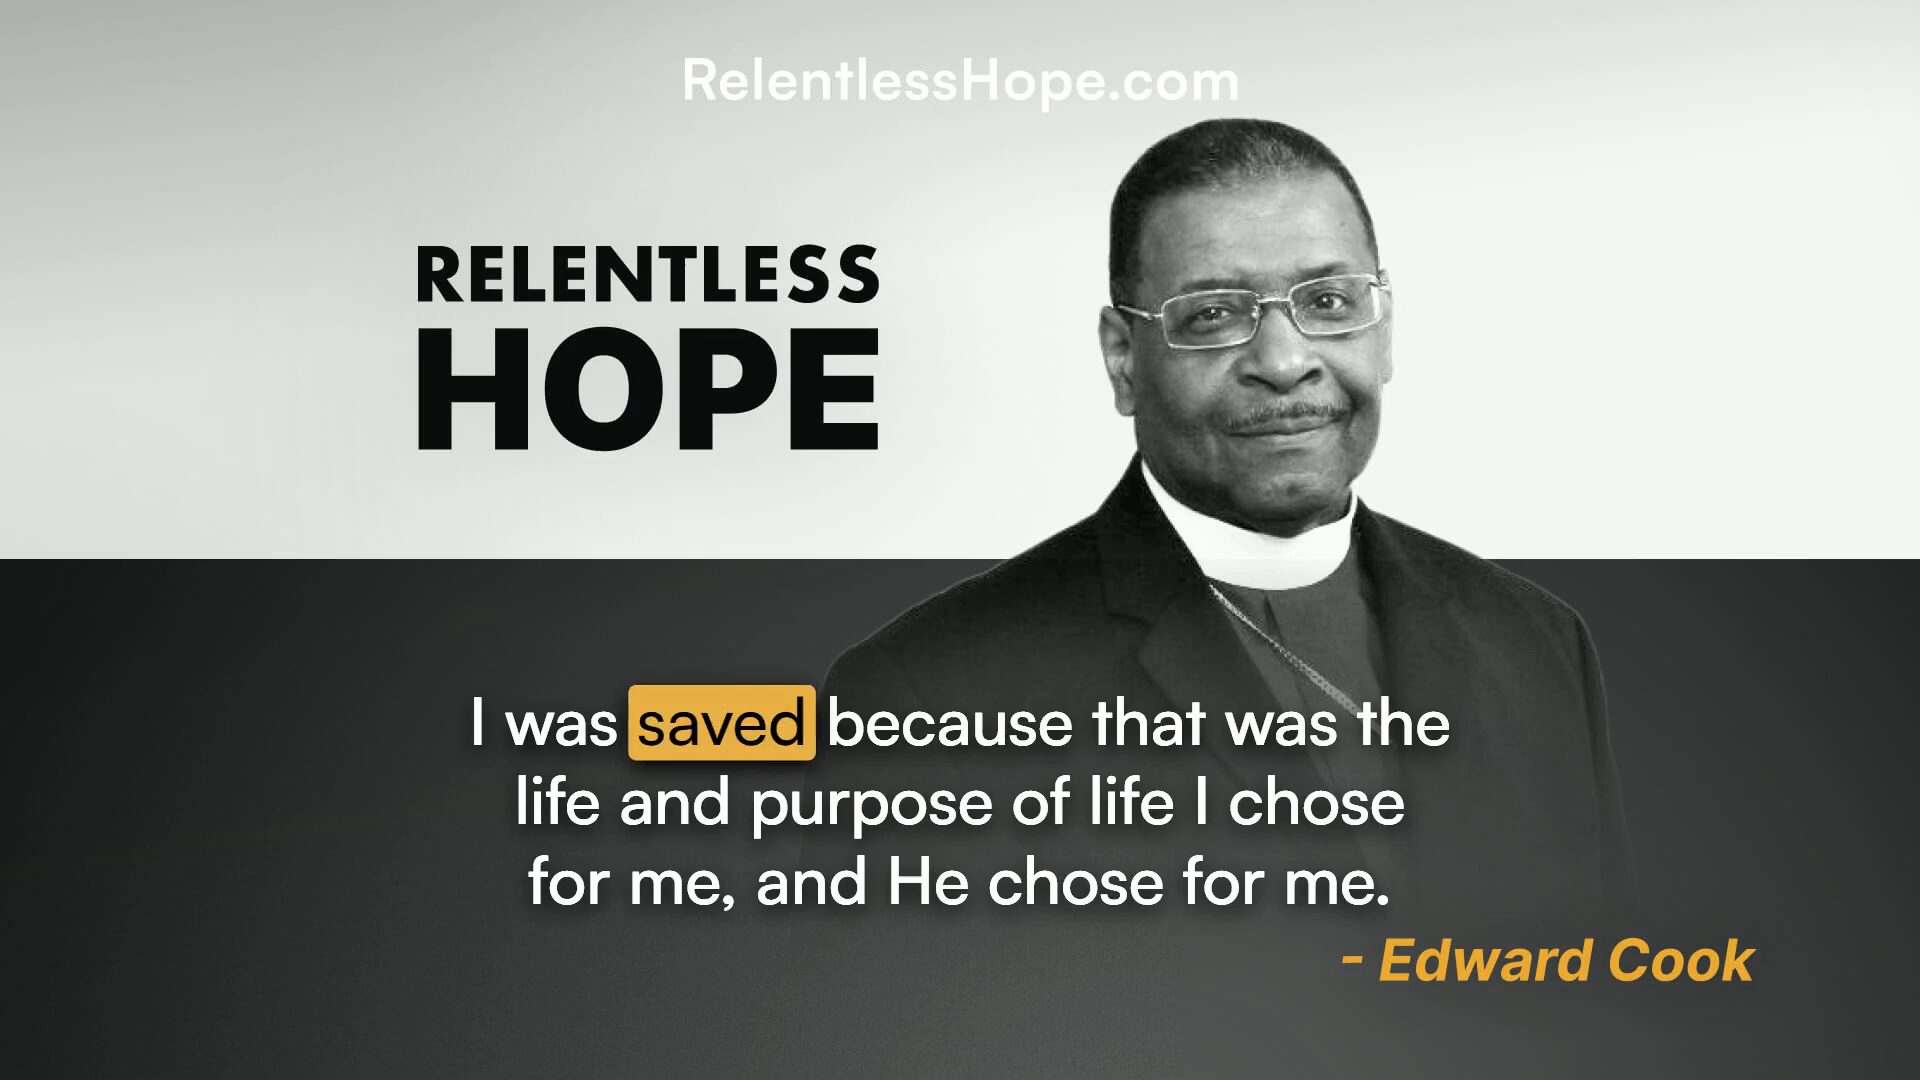 RelentlessHope.com
RELENTLESS
HOPE
I was saved because that was the
life and purpose of life I chose
for me, and He chose for me.
- Edward Cook